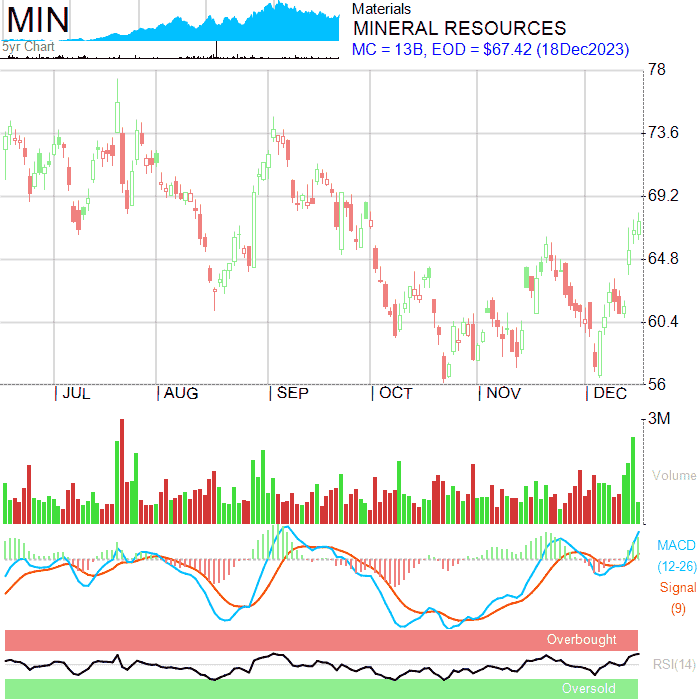 MIN
5yr Chart
Materials
MINERAL RESOURCES
MC = 13B, EOD = $67.42 (18Dec2023)
78
73.6
69.2
64.8
60.4
56
JUL
AUG
SEP
OCT
NOV
DEC
3M
Volume
MACD
(12-26)
Signal
(9)
Overbought
RSI(14)
Oversold